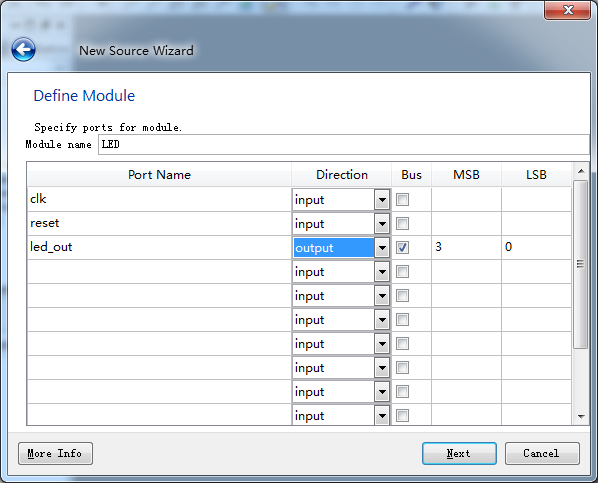 New Source Wizard
Define Module
Specify ports for module.
Module name LED
Port Name Direction Bus MSB LSB
clk input
reset input
led_out output 3 0
input
input
input
input
input
input
input
More Info Next Cancel